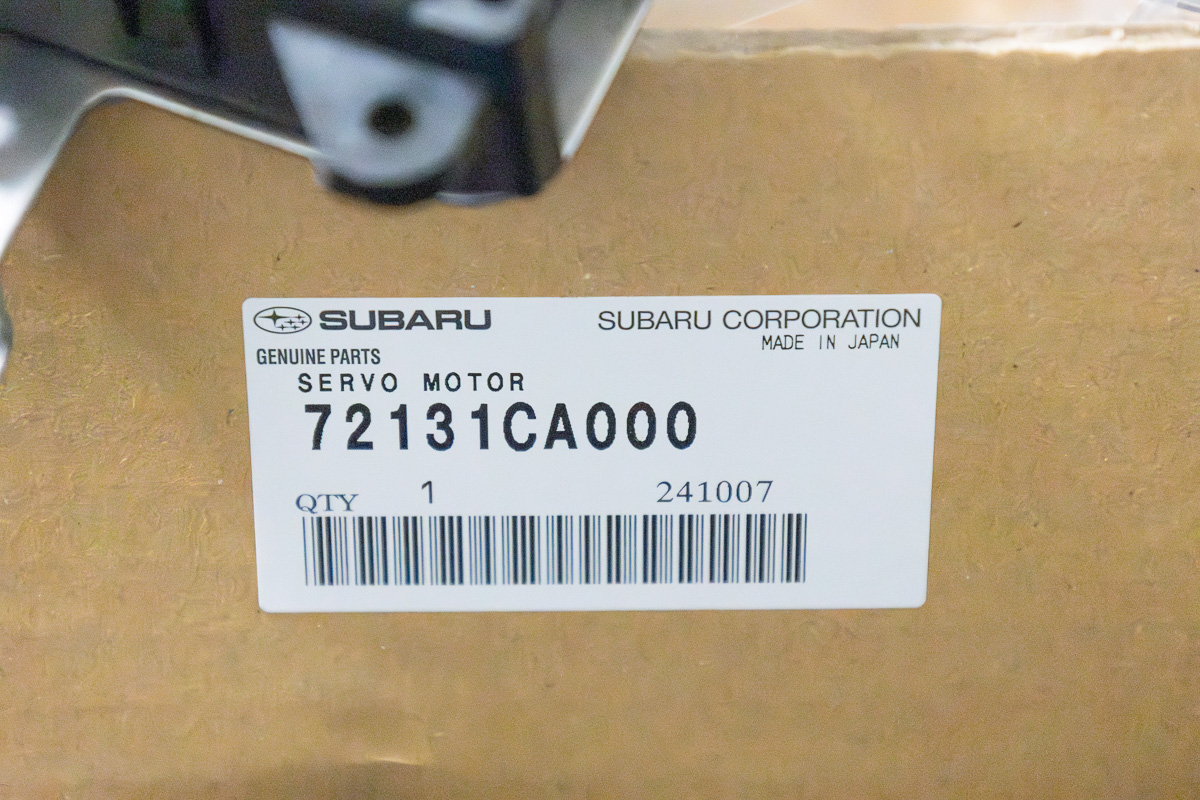 SUBARU SUBARU CORPORATION
MADE IN JAPAN
GENUINE PARTS
SERVO MOTOR
72131CA000
QTY 1 241007